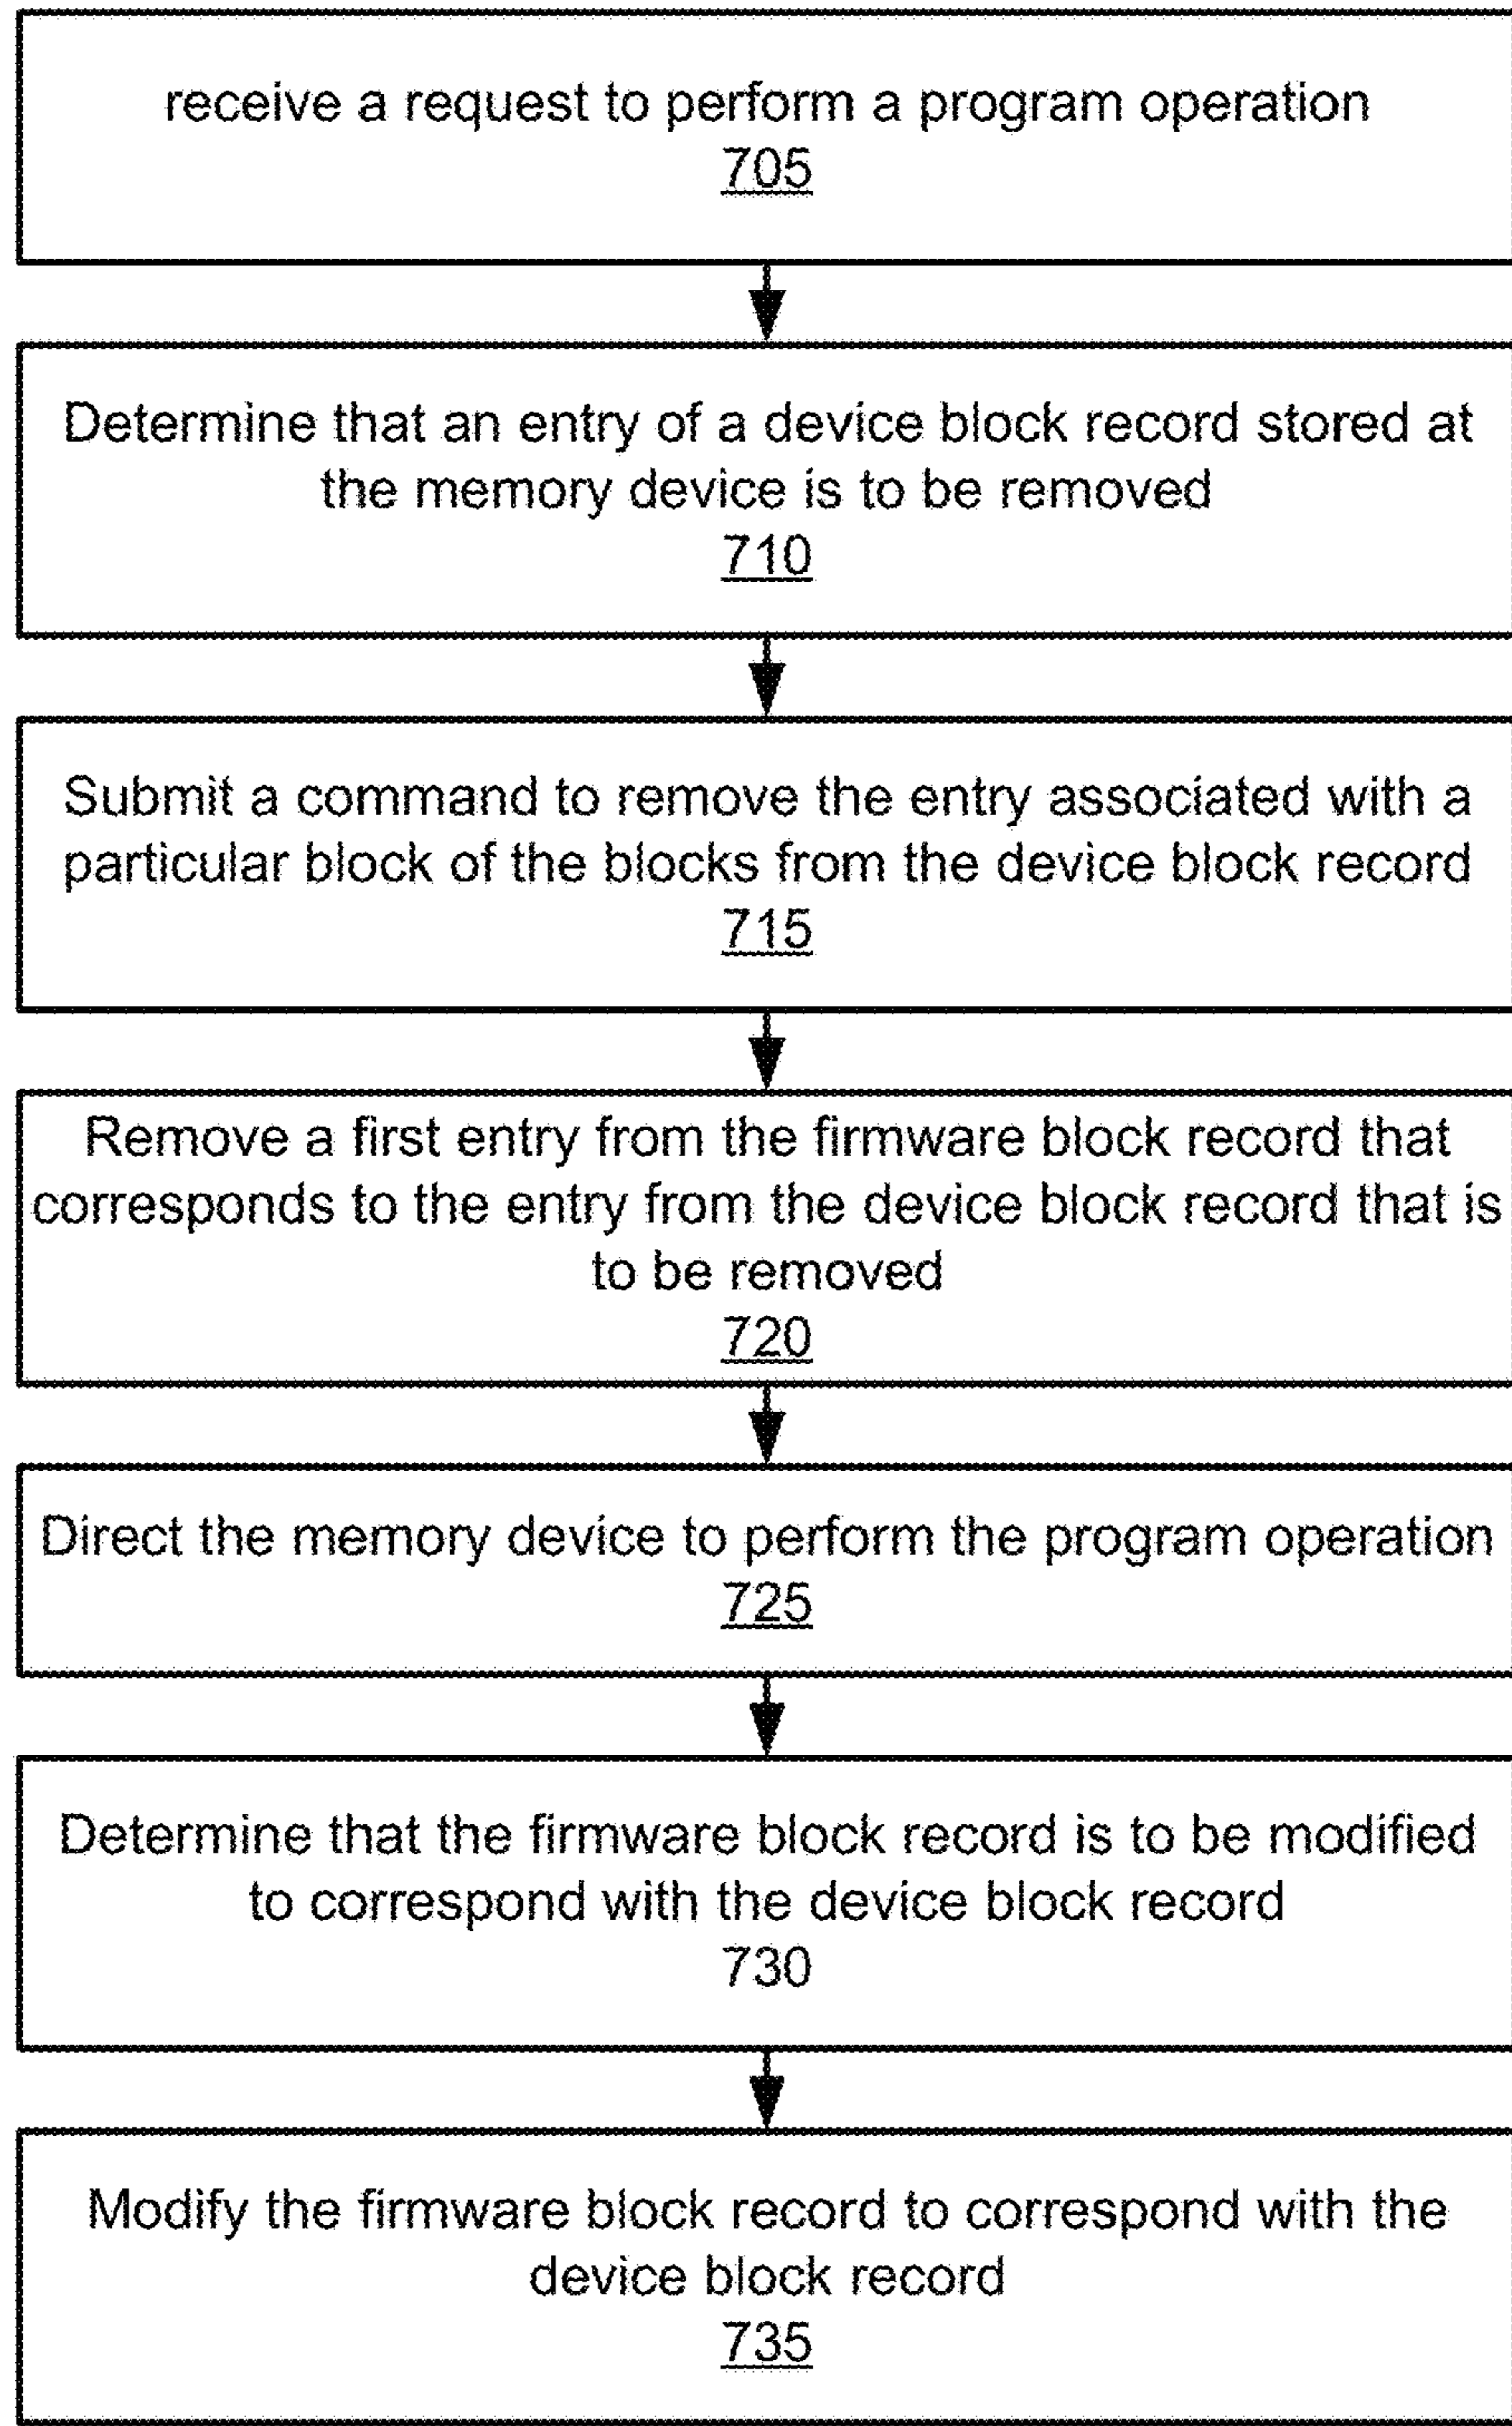 receive a request to perform a program operation
705
Determine that an entry of a device block record stored at
the memory device is to be removed
710
Submit a command to remove the entry associated with a
particular block of the blocks from the device block record
715
Remove a first entry from the firmware block record that
corresponds to the entry from the device block record that is
to be removed
720
Direct the memory device to perform the program operation
725
Determine that the firmware block record is to be modified
to correspond with the device block record
730
Modify the firmware block record to correspond with the
device block record
735